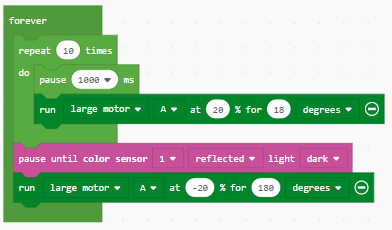 forever
repeat 10 times
do
pause 1000 ms
run large motor A at 20 % for 18 degrees
pause until color sensor 1 reflected light dark
run large motor A at -20 % for 180 degrees